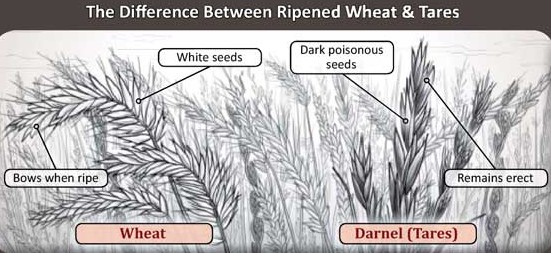 The Difference Between Ripened Wheat & Tares
White seeds
Dark poisonous
seeds
Bows when ripe
Remains erect
Wheat
Darnel (Tares)